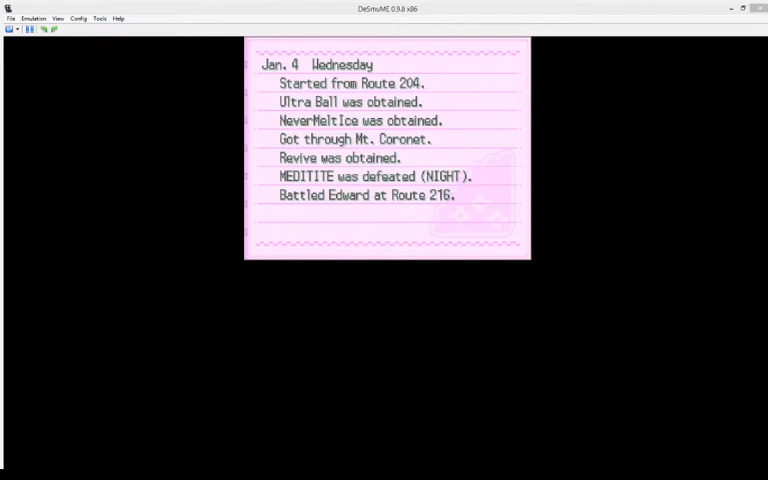 DeSmuME 0.9.8 x86
File Emulation View Config Tools Help
Jan. 4 Wednesday
Started from Route 204.
Ultra Ball was obtained.
NeverMeltIce was obtained.
Got through Mt. Coronet.
Revive was obtained.
MEDITITE was defeated (NIGHT).
Battled Edward at Route 216.